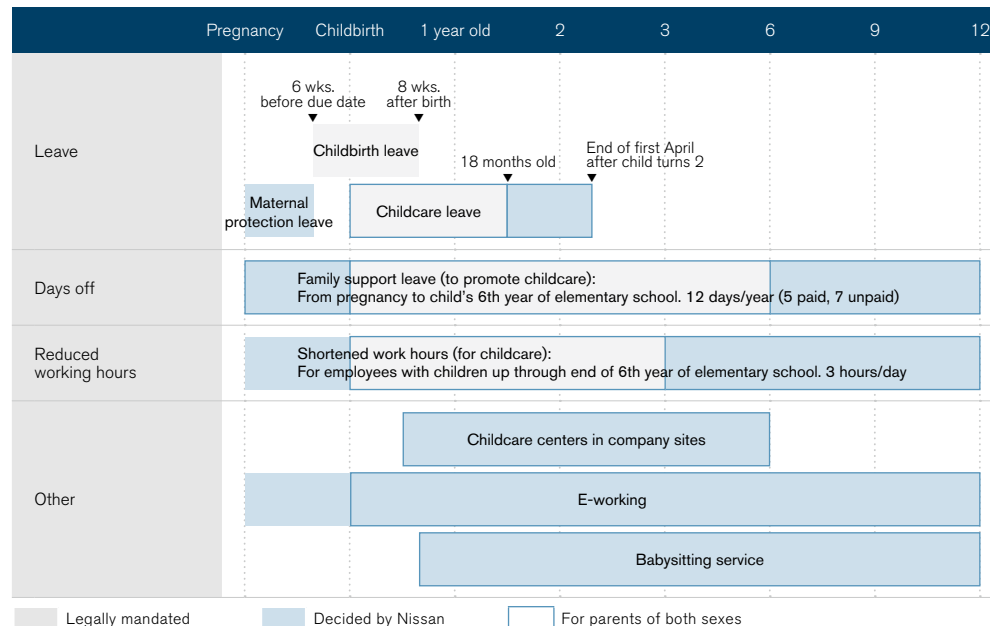 Pregnancy Childbirth 1 year old 2 3 6 9 12
6 wks.
before due date
8 wks.
after birth
Leave
Childbirth leave
18 months old
End of first April
after child turns 2
Maternal
protection leave
Childcare leave
Days off
Family support leave (to promote childcare):
From pregnancy to child’s 6th year of elementary school. 12 days/year (5 paid, 7 unpaid)
Reduced
working hours
Shortened work hours (for childcare):
For employees with children up through end of 6th year of elementary school. 3 hours/day
Other
Childcare centers in company sites
E-working
Babysitting service
Legally mandated
Decided by Nissan
For parents of both sexes